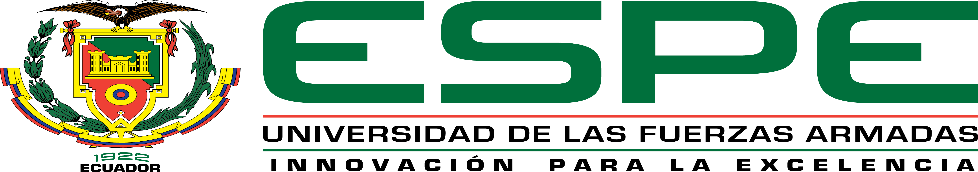 ESPE
UNIVERSIDAD DE LAS FUERZAS ARMADAS
INNOVACIÓN PARA LA EXCELENCIA
1922
ECUADOR